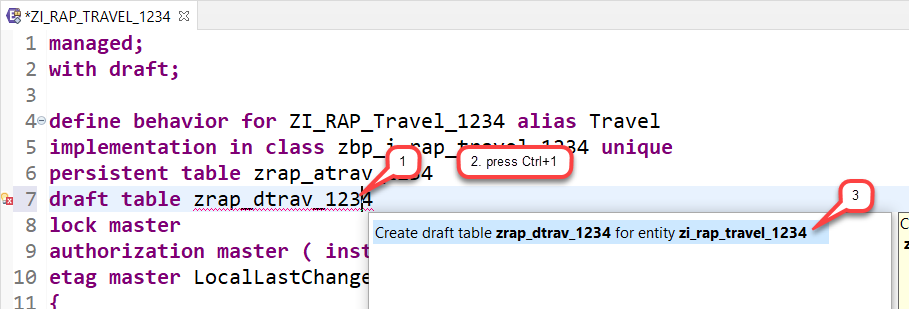 *ZI_RAP_TRAVEL_1234
1 managed;
2 with draft;
3
4 define behavior for ZI_RAP_Travel_1234 alias Travel
5 implementation in class zbp_i_rap_travel_1234 unique
6 persistent table zrap_atrav_1234
7 draft table zrap_dtrav_1234
8 lock master
9 authorization master ( inst
10 etag master LocalLastChange
11 {
1
2. press Ctrl+1
3
Create draft table zrap_dtrav_1234 for entity zi_rap_travel_1234
C
z